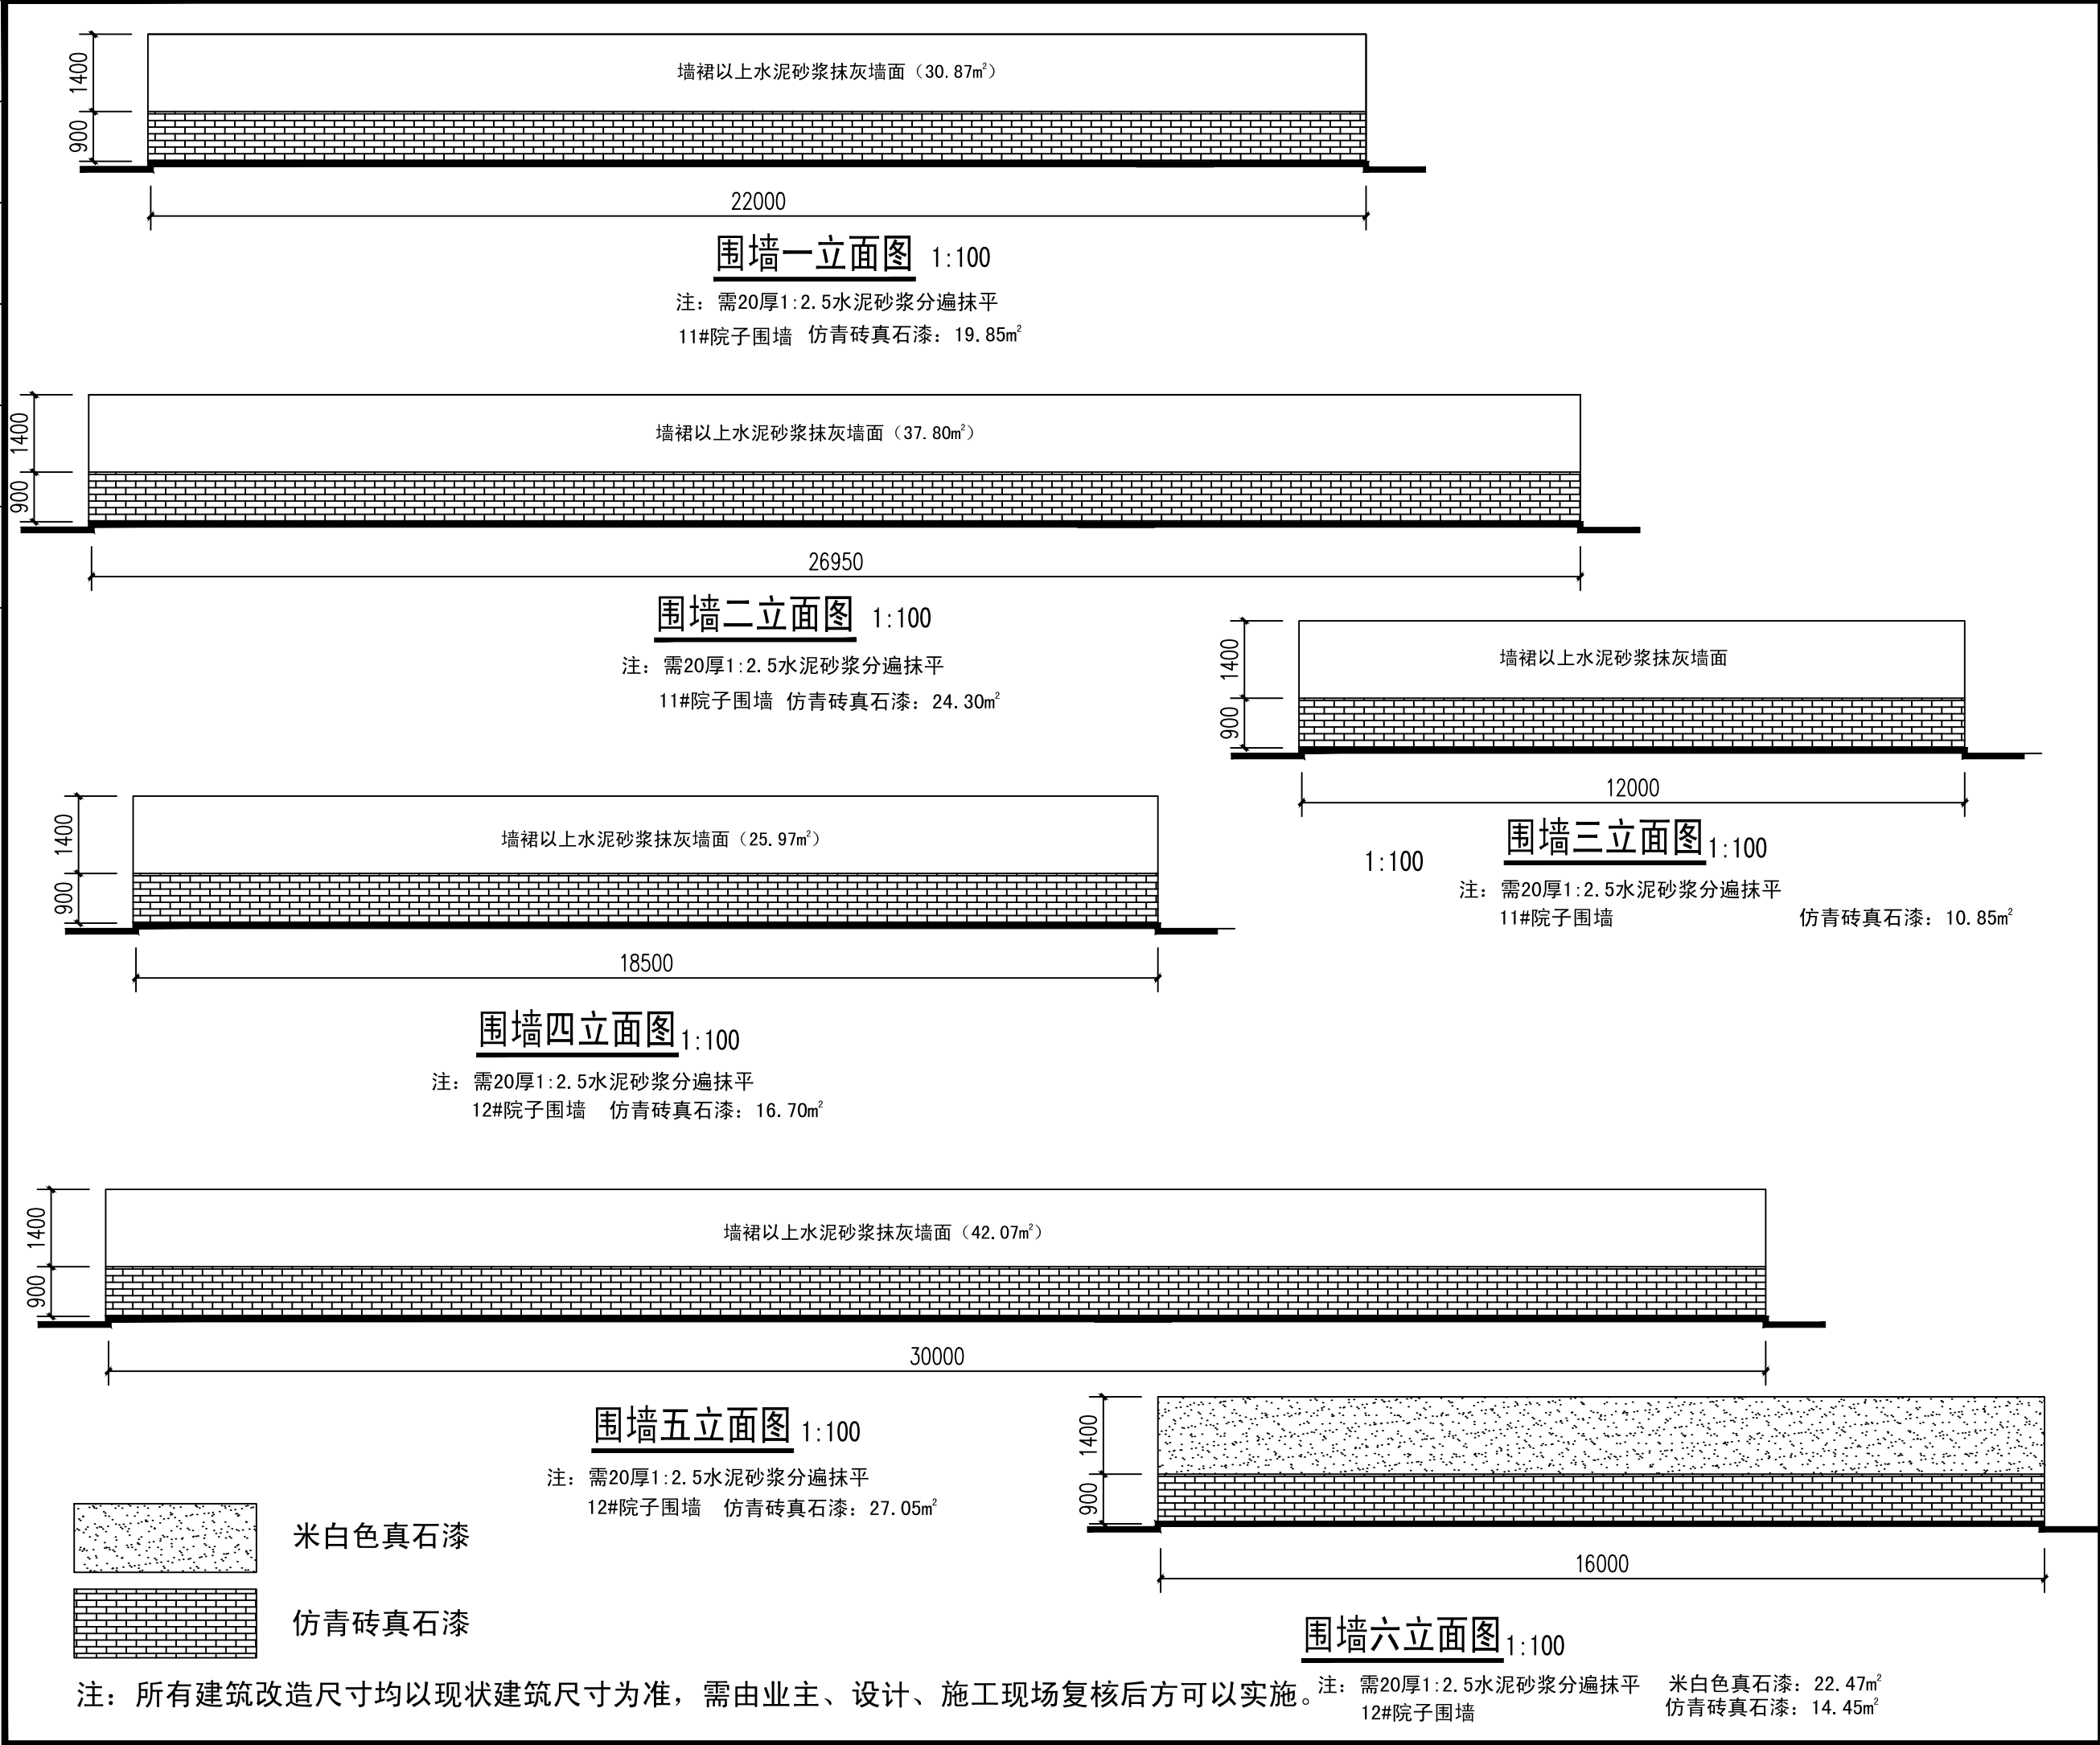 1400
墙裙以上水泥砂浆抹灰墙面（30.87m²）
900
22000
围墙一立面图 1:100
注：需20厚1:2.5水泥砂浆分遍抹平
11#院子围墙 仿青砖真石漆：19.85m²
1400
墙裙以上水泥砂浆抹灰墙面（37.80m²）
900
26950
围墙二立面图 1:100
注：需20厚1:2.5水泥砂浆分遍抹平
11#院子围墙 仿青砖真石漆：24.30m²
1400
墙裙以上水泥砂浆抹灰墙面
900
12000
围墙三立面图 1:100
1:100
注：需20厚1:2.5水泥砂浆分遍抹平
11#院子围墙 仿青砖真石漆：10.85m²
1400
墙裙以上水泥砂浆抹灰墙面（25.97m²）
900
18500
围墙四立面图 1:100
注：需20厚1:2.5水泥砂浆分遍抹平
12#院子围墙 仿青砖真石漆：16.70m²
1400
墙裙以上水泥砂浆抹灰墙面（42.07m²）
900
30000
围墙五立面图 1:100
注：需20厚1:2.5水泥砂浆分遍抹平
12#院子围墙 仿青砖真石漆：27.05m²
1400
900
16000
围墙六立面图 1:100
注：需20厚1:2.5水泥砂浆分遍抹平 米白色真石漆：22.47m²
12#院子围墙 仿青砖真石漆：14.45m²
米白色真石漆
仿青砖真石漆
注：所有建筑改造尺寸均以现状建筑尺寸为准，需由业主、设计、施工现场复核后方可以实施。